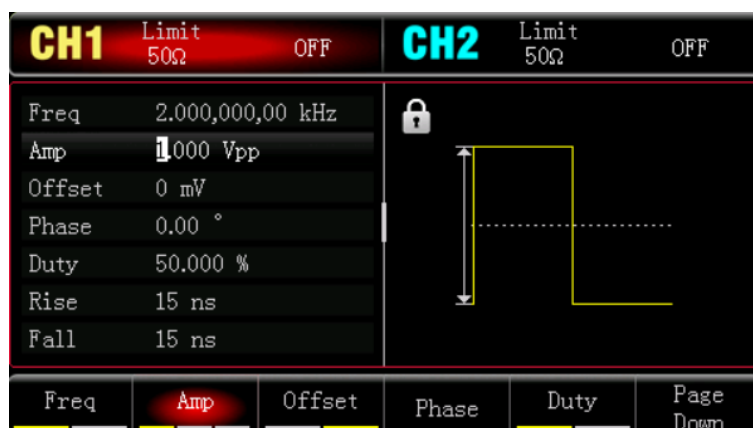 CH1 Limit 50Ω OFF CH2 Limit 50Ω OFF
Freq 2.000,000,00 kHz
Amp 1.000 Vpp
Offset 0 mV
Phase 0.00 °
Duty 50.000 %
Rise 15 ns
Fall 15 ns
Freq Amp Offset Phase Duty Page Down